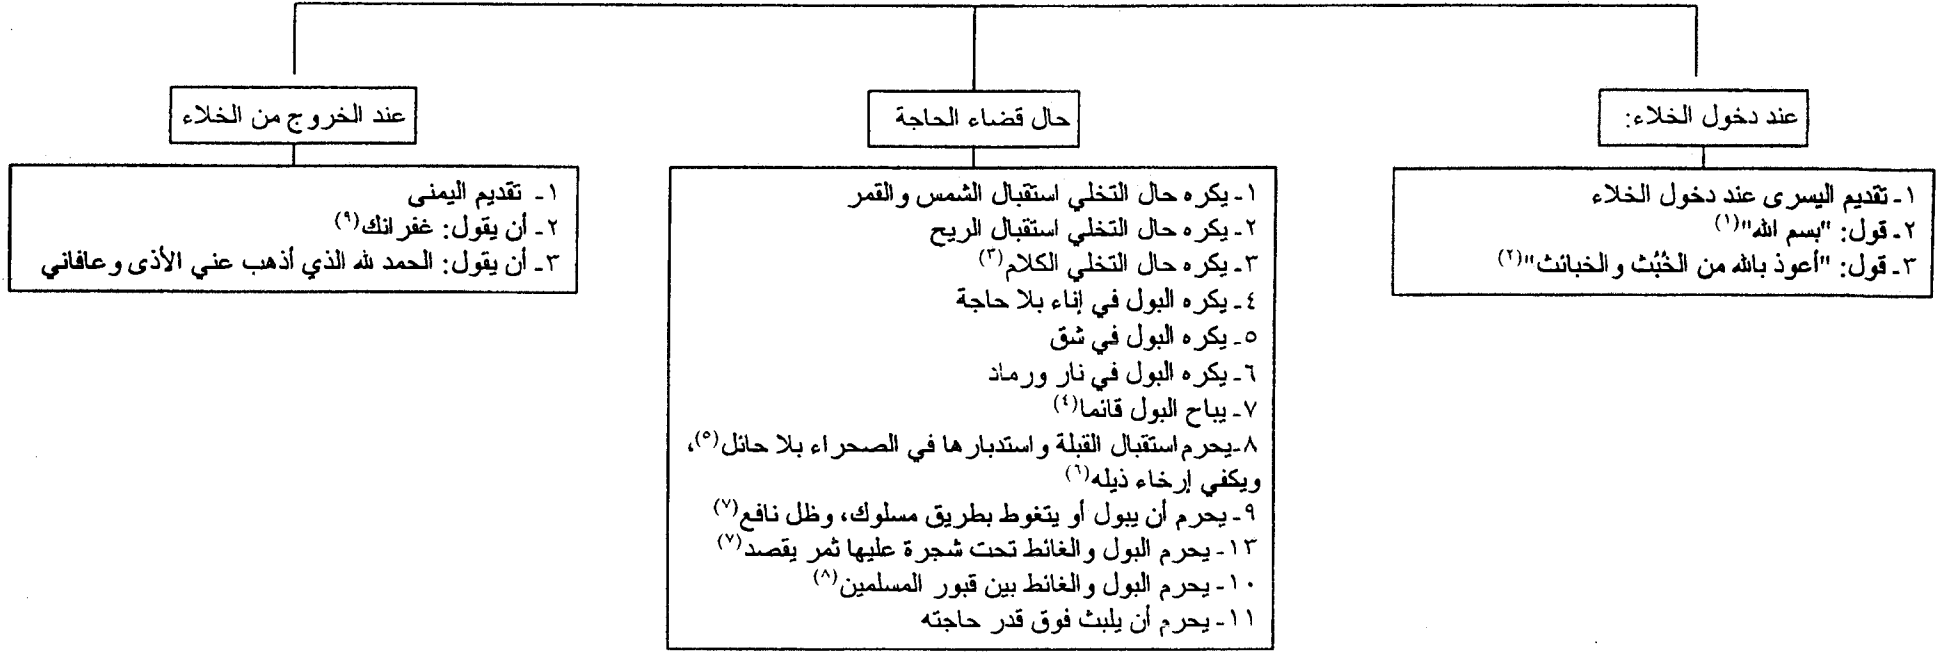 عند دخول الخلاء:
١- تقديم اليسرى عند دخول الخلاء
٢- قول: "بسم الله"(١)
٣- قول: "أعوذ بالله من الخُبُث والخبائث"(٢)
حال قضاء الحاجة
١- يكره حال التخلي استقبال الشمس والقمر
٢- يكره حال التخلي استقبال الريح
٣- يكره حال التخلي الكلام(٣)
٤- يكره البول في إناء بلا حاجة
٥- يكره البول في شق
٦- يكره البول في نار ورماد
٧- يباح البول قائما(٤)
٨-يحرم استقبال القبلة واستدبارها في الصحراء بلا حائل(٥)،
ويكفي إرخاء ذيله(٦)
٩- يحرم أن يبول أو يتغوط بطريق مسلوك، وظل نافع(٧)
١٣- يحرم البول والغائط تحت شجرة عليها ثمر يقصد(٧)
١٠- يحرم البول والغائط بين قبور المسلمين(٨)
١١- يحرم أن يلبث فوق قدر حاجته
عند الخروج من الخلاء
١- تقديم اليمنى
٢- أن يقول: غفرانك(٩)
٣- أن يقول: الحمد لله الذي أذهب عني الأذى وعافاني